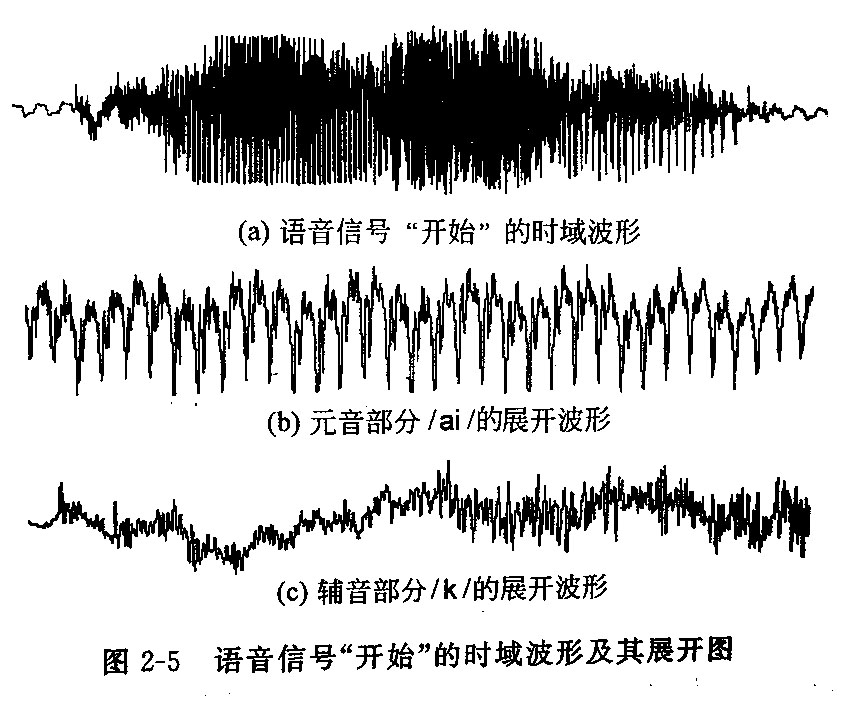 (a) 语音信号 “开始” 的时域波形
(b) 元音部分 /ai /的展开波形
(c) 辅音部分 /k /的展开波形
图 2-5 语音信号“开始”的时域波形及其展开图